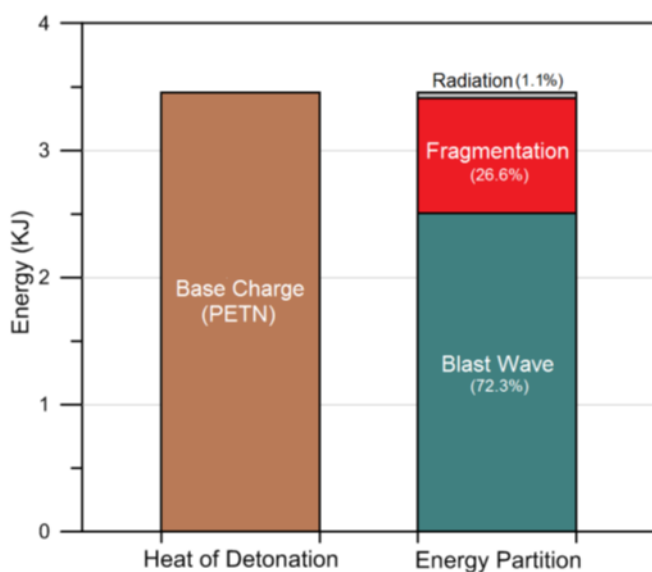 4
3
2
1
0
Energy (KJ)
Base Charge
(PETN)
Radiation (1.1%)
Fragmentation
(26.6%)
Blast Wave
(72.3%)
Heat of Detonation
Energy Partition